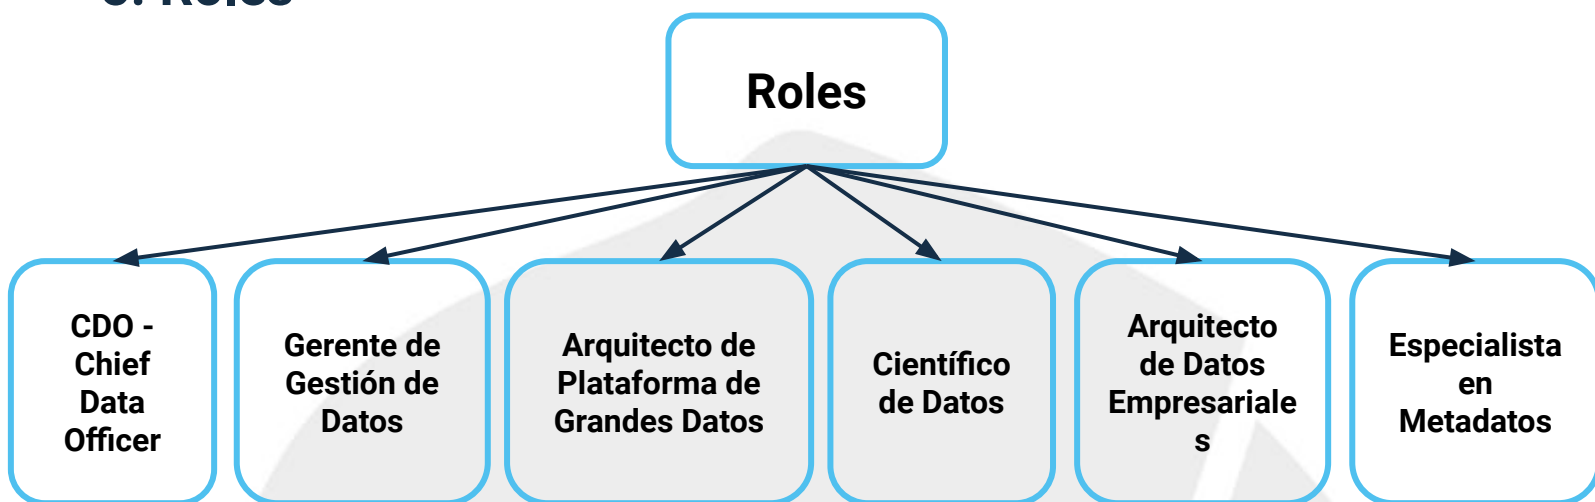 Roles
Roles
CDO -
Chief
Data
Officer
Gerente de
Gestión de
Datos
Arquitecto de
Plataforma de
Grandes Datos
Científico
de Datos
Arquitecto
de Datos
Empresariale
s
Especialista
en
Metadatos